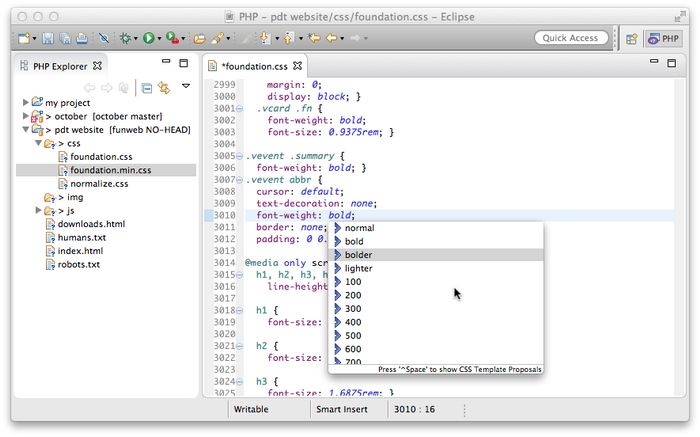 PHP - pdt website/css/foundation.css - Eclipse
Quick Access
PHP
PHP Explorer
my project
> october [october master]
> pdt website [funweb NO-HEAD]
> css
foundation.css
foundation.min.css
normalize.css
> img
> js
downloads.html
humans.txt
index.html
robots.txt
*foundation.css
2999 margin: 0;
3000 display: block; }
3001 .vcard .fn {
3002 font-weight: bold;
3003 font-size: 0.9375rem; }
3004
3005 .vevent .summary {
3006 font-weight: bold; }
3007 .vevent abbr {
3008 cursor: default;
3009 text-decoration: none;
3010 font-weight: bold;
3011 border: none;
3012 padding: 0 0.
3013
3014 @media only scr
3015 h1, h2, h3, h
3016 line-height
3017
3018 h1 {
3019 font-size:
3020
3021 h2 {
3022 font-size:
3023
3024 h3 {
3025 font-size: 1.6875rem; }
normal
bold
bolder
lighter
100
200
300
400
500
600
700
Press '^Space' to show CSS Template Proposals
Writable
Smart Insert
3010 : 16